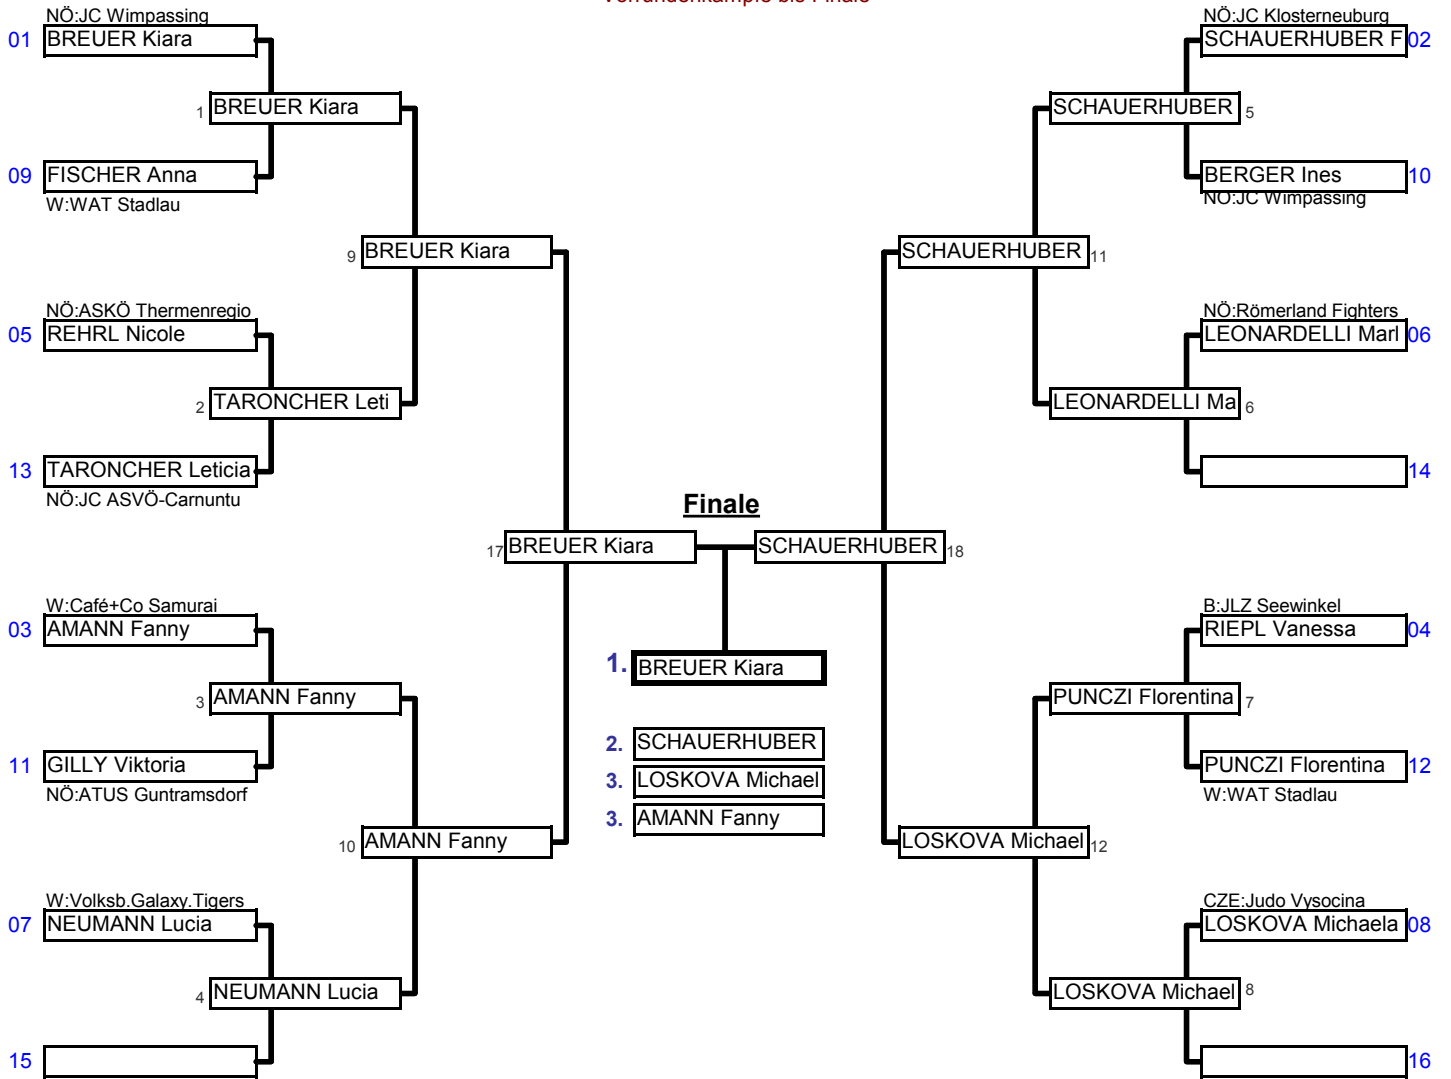 NÖ:JC Wimpassing
01 BREUER Kiara
1 BREUER Kiara
09 FISCHER Anna
W:WAT Stadlau
9 BREUER Kiara
NÖ:ASKÖ Thermenregio
05 REHRL Nicole
2 TARONCHER Leti
13 TARONCHER Leticia
NÖ:JC ASVÖ-Carnuntu
17 BREUER Kiara
W:Café+Co Samurai
03 AMANN Fanny
3 AMANN Fanny
11 GILLY Viktoria
NÖ:ATUS Guntramsdorf
10 AMANN Fanny
W:Volksb.Galaxy.Tigers
07 NEUMANN Lucia
4 NEUMANN Lucia
15
Finale
1. BREUER Kiara
2. SCHAUERHUBER
3. LOSKOVA Michael
3. AMANN Fanny
NÖ:JC Klosterneuburg
SCHAUERHUBER F 02
SCHAUERHUBER 5
BERGER Ines 10
NÖ:JC Wimpassing
SCHAUERHUBER 11
NÖ:Römerland Fighters
LEONARDELLI Marl 06
LEONARDELLI Ma 6
14
SCHAUERHUBER 18
B:JLZ Seewinkel
RIEPL Vanessa 04
PUNCZI Florentina 7
PUNCZI Florentina 12
W:WAT Stadlau
LOSKOVA Michael 12
CZE:Judo Vysocina
LOSKOVA Michaela 08
LOSKOVA Michael 8
16